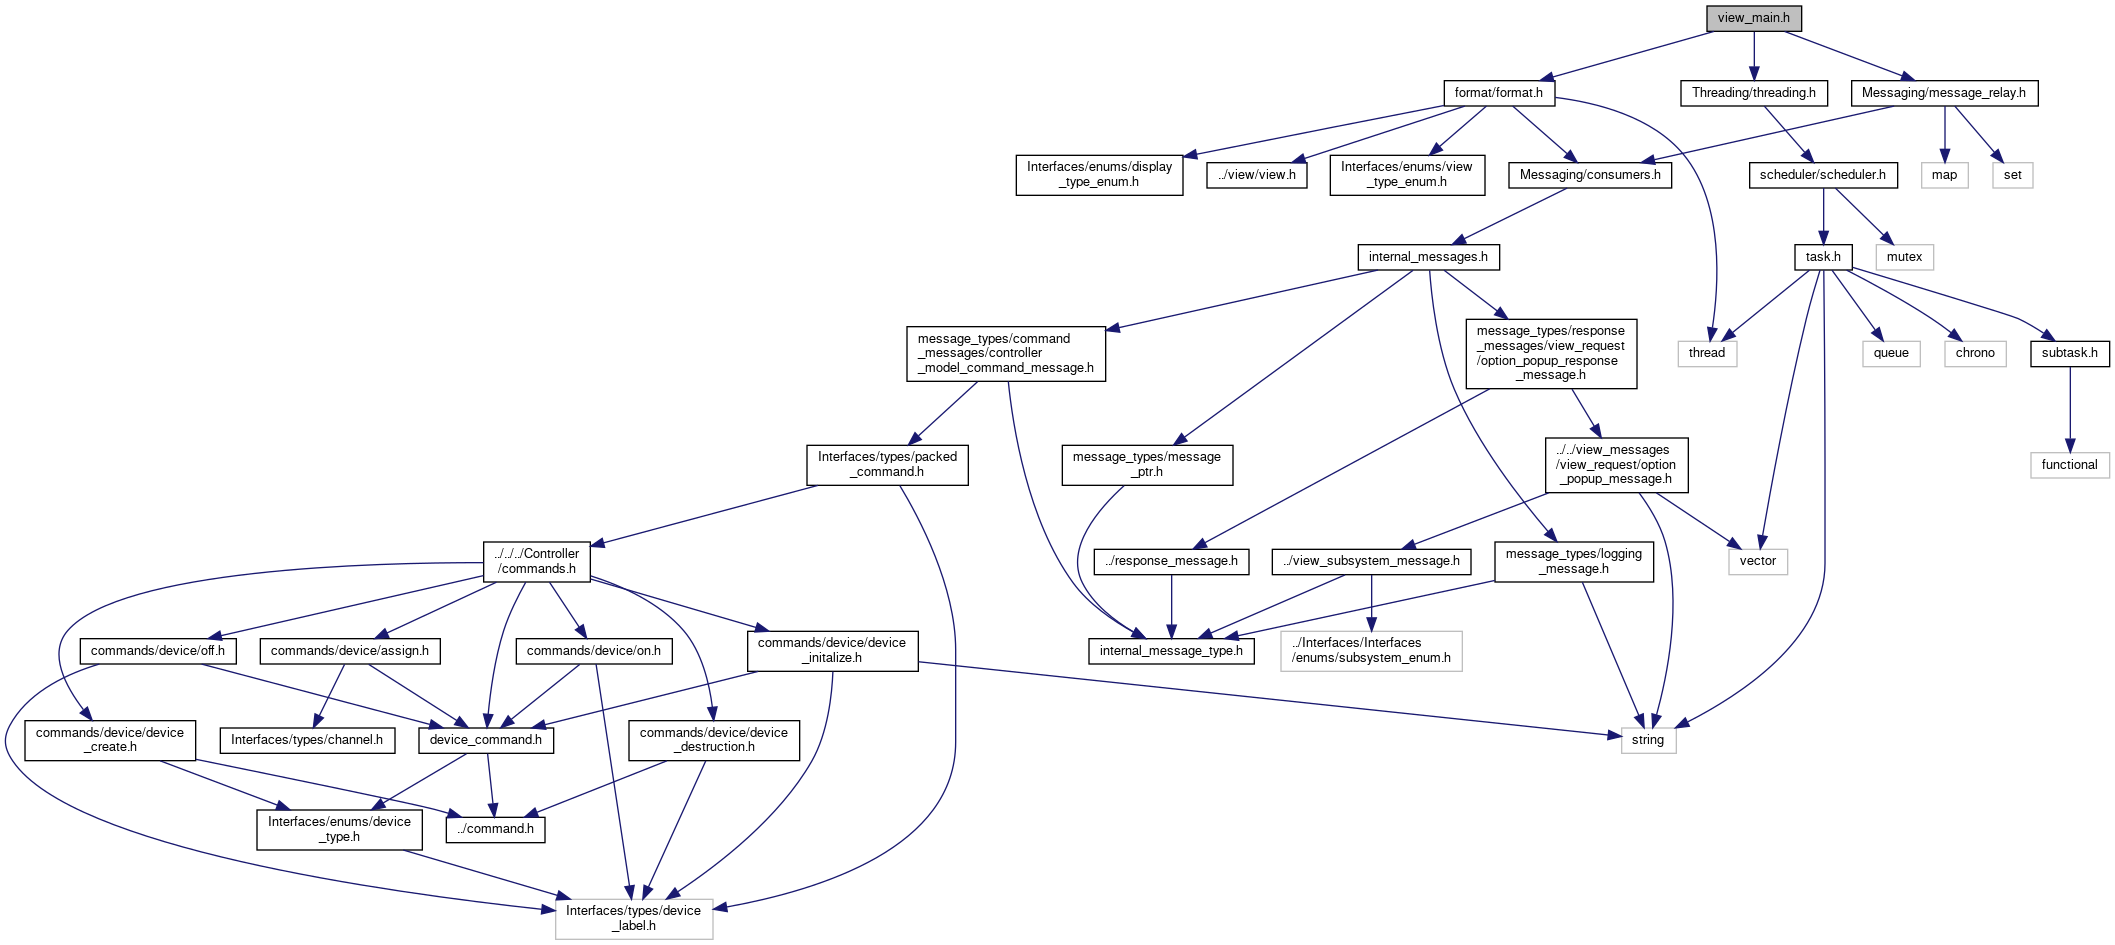 view_main.h
format/format.h
Threading/threading.h
Messaging/message_relay.h
Interfaces/enums/display
_type_enum.h
../view/view.h
Interfaces/enums/view
_type_enum.h
Messaging/consumers.h
scheduler/scheduler.h
map
set
internal_messages.h
task.h
mutex
message_types/command
_messages/controller
_model_command_message.h
message_types/response
_messages/view_request
/option_popup_response
_message.h
thread
queue
chrono
subtask.h
Interfaces/types/packed
_command.h
message_types/message
_ptr.h
../../view_messages
/view_request/option
_popup_message.h
functional
../../../Controller
/commands.h
../response_message.h
../view_subsystem_message.h
message_types/logging
_message.h
vector
commands/device/off.h
commands/device/assign.h
commands/device/on.h
commands/device/device
_initalize.h
internal_message_type.h
../Interfaces/Interfaces
/enums/subsystem_enum.h
commands/device/device
_create.h
Interfaces/types/channel.h
device_command.h
commands/device/device
_destruction.h
string
Interfaces/enums/device
_type.h
../command.h
Interfaces/types/device
_label.h